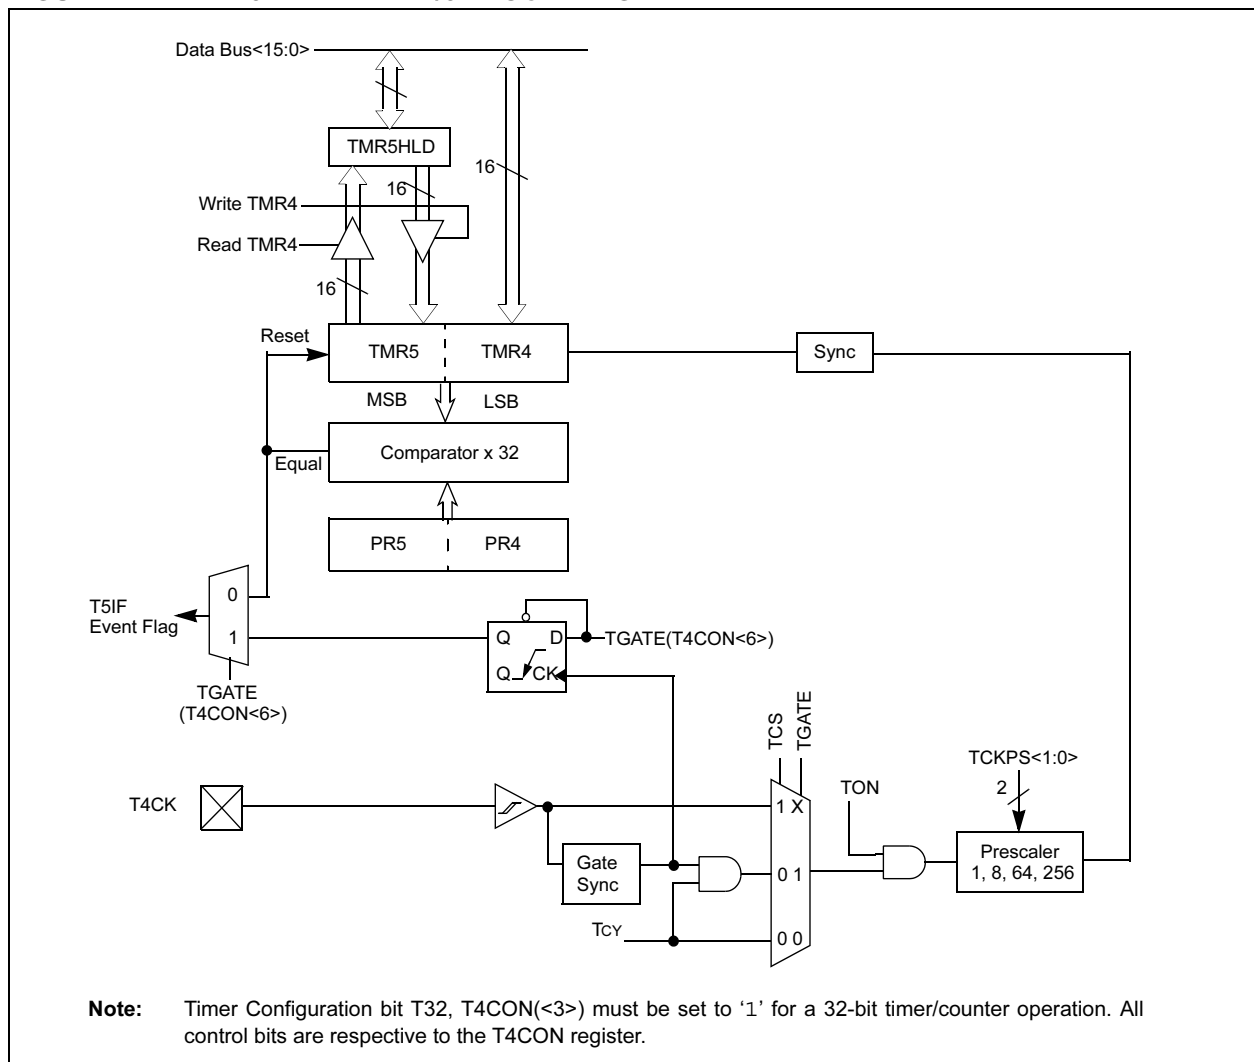 Data Bus<15:0>
TMR5HLD
16
16
Write TMR4
Read TMR4
16
Reset
TMR5
TMR4
Sync
MSB
LSB
Equal
Comparator x 32
PR5
PR4
0
1
T5IF
Event Flag
TGATE
(T4CON<6>)
Q
D
TGATE(T4CON<6>)
Q
CK
TCS
TGATE
T4CK
1 X
TON
TCKPS<1:0>
2
Gate
Sync
0 1
Prescaler
1, 8, 64, 256
TCY
0 0
Note: Timer Configuration bit T32, T4CON(<3>) must be set to ‘1’ for a 32-bit timer/counter operation. All
control bits are respective to the T4CON register.